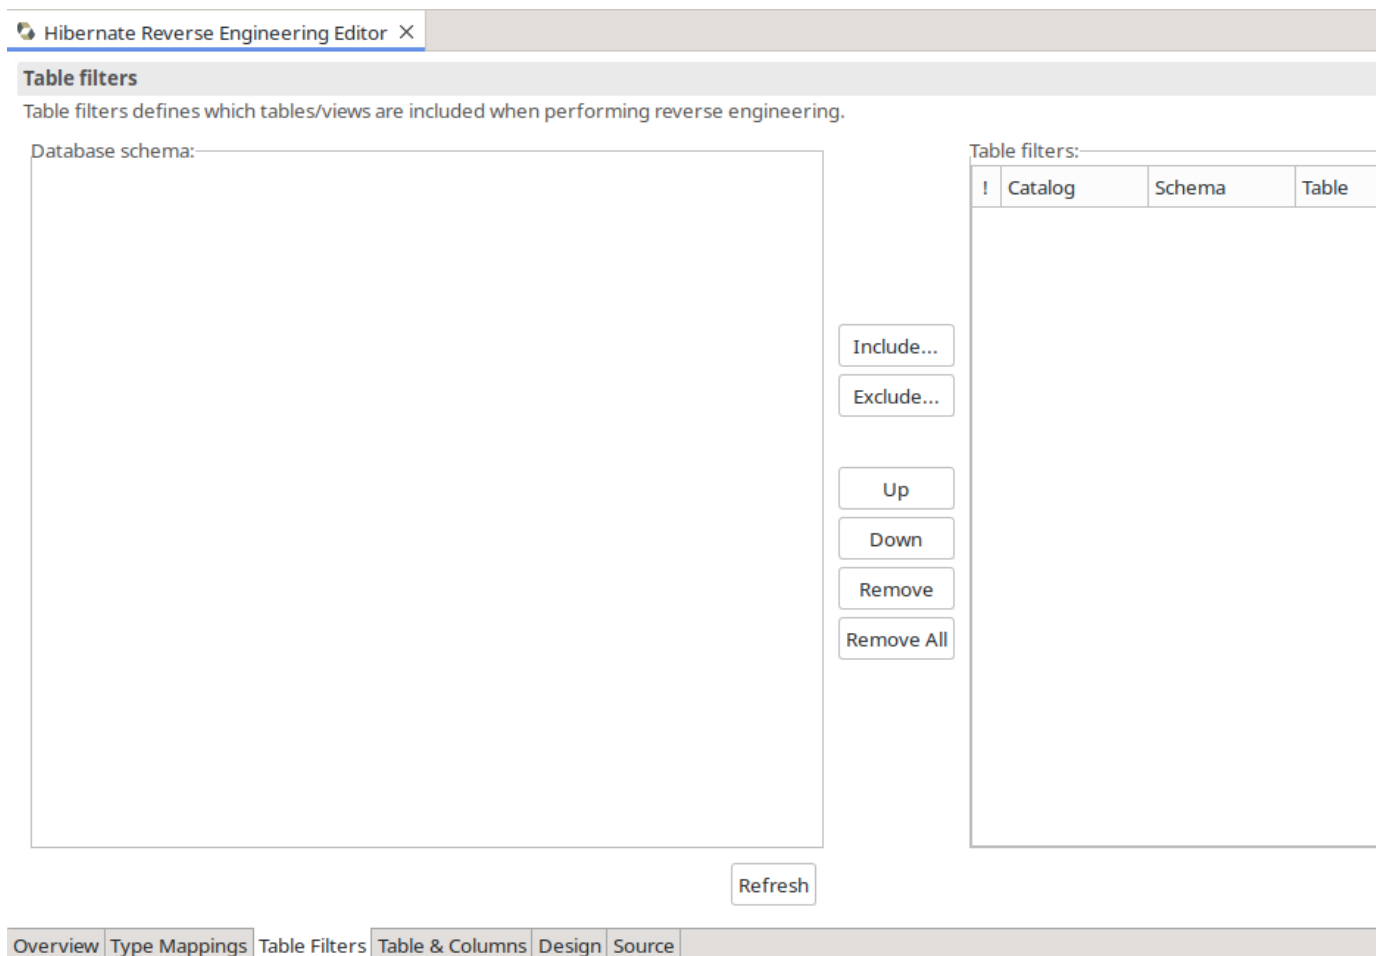 Hibernate Reverse Engineering Editor
Table filters
Table filters defines which tables/views are included when performing reverse engineering.
Database schema:
Table filters:
! Catalog Schema Table
Include...
Exclude...
Up
Down
Remove
Remove All
Refresh
Overview Type Mappings Table Filters Table & Columns Design Source